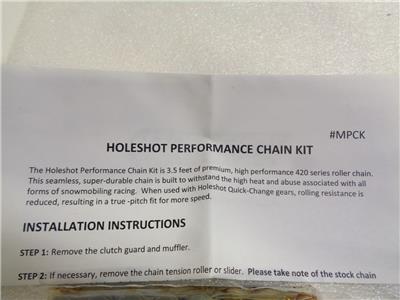 #MPCK
HOLESHOT PERFORMANCE CHAIN KIT
The Holeshot Performance Chain Kit is 3.5 feet of premium, high performance 420 series roller chain.
This seamless, super-durable chain is built to withstand the high heat and abuse associated with all
forms of snowmobiling racing. When used with Holeshot Quick-Change gears, rolling resistance is
reduced, resulting in a true -pitch fit for more speed.
INSTALLATION INSTRUCTIONS
STEP 1: Remove the clutch guard and muffler.
STEP 2: If necessary, remove the chain tension roller or slider. Please take note of the stock chain